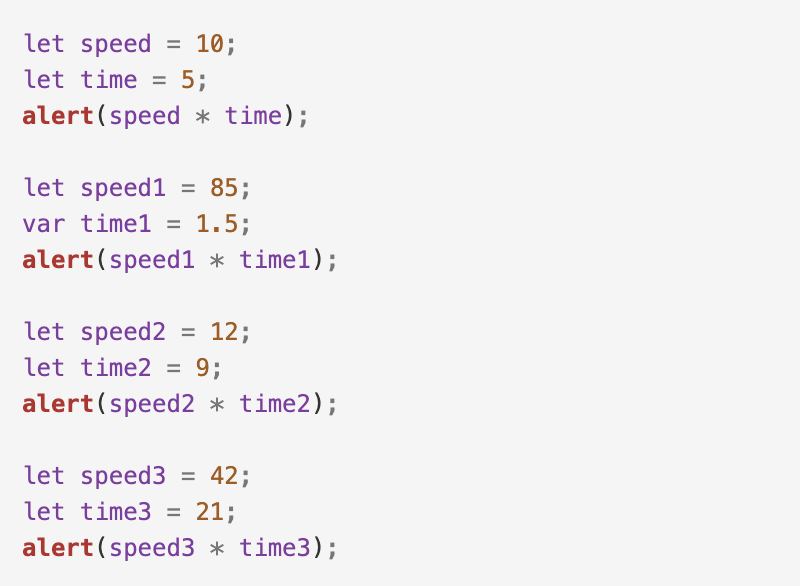 let speed = 10;
let time = 5;
alert(speed * time);

let speed1 = 85;
var time1 = 1.5;
alert(speed1 * time1);

let speed2 = 12;
let time2 = 9;
alert(speed2 * time2);

let speed3 = 42;
let time3 = 21;
alert(speed3 * time3);